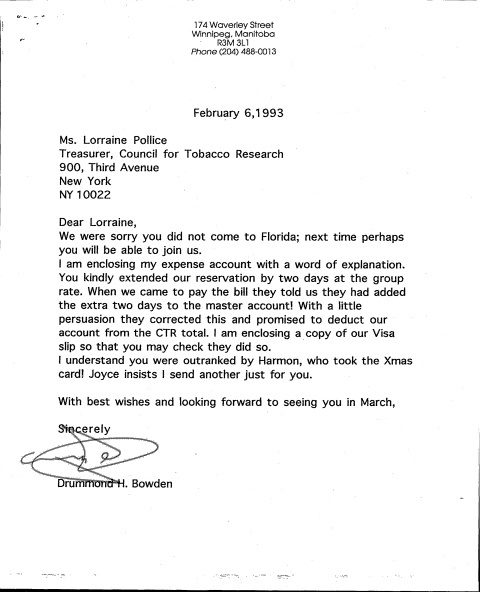 174 Waverley Street
Winnipeg, Manitoba
R3M 3L1
Phone (204) 488-0013
February 6,1993
Ms. Lorraine Pollice
Treasurer, Council for Tobacco Research
900, Third Avenue
New York
NY 10022
Dear Lorraine,
We were sorry you did not come to Florida; next time perhaps
you will be able to join us.
I am enclosing my expense account with a word of explanation.
You kindly extended our reservation by two days at the group
rate. When we came to pay the bill they told us they had added
the extra two days to the master account! With a little
persuasion they corrected this and promised to deduct our
account from the CTR total. I am enclosing a copy of our Visa
slip so that you may check they did so.
I understand you were outranked by Harmon, who took the Xmas
card! Joyce insists I send another just for you.
With best wishes and looking forward to seeing you in March,
Sincerely
Drummond H. Bowden